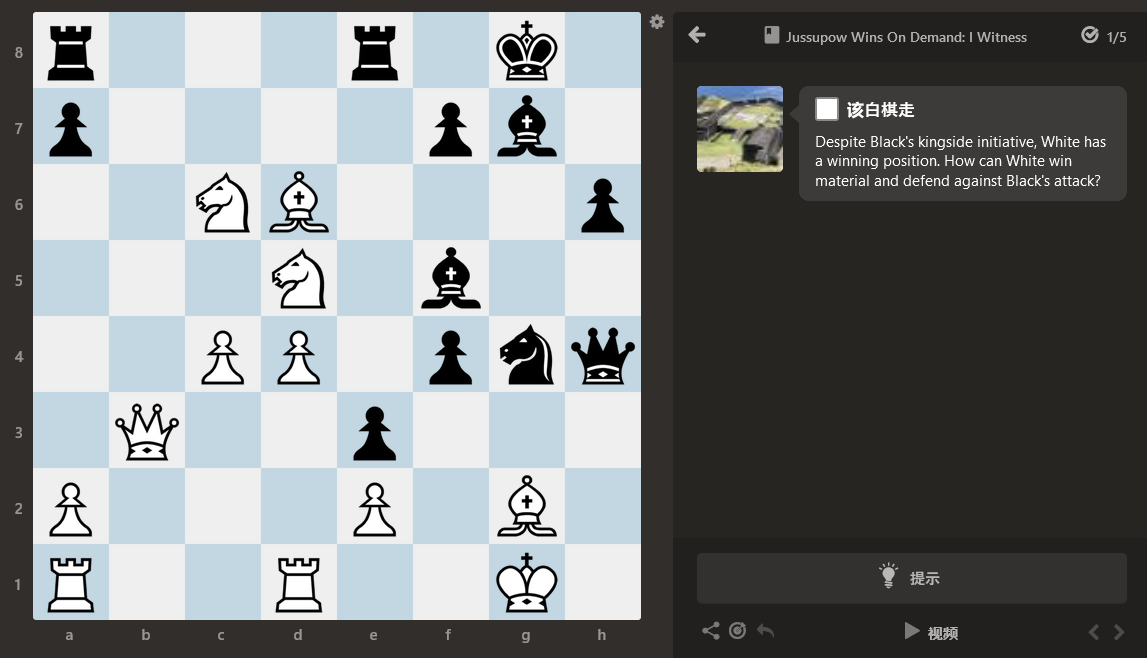 Jussupow Wins On Demand: I Witness
1/5
该白棋走
Despite Black's kingside initiative, White has
a winning position. How can White win
material and defend against Black's attack?
8
7
6
5
4
3
2
1
a b c d e f g h
提示
视频